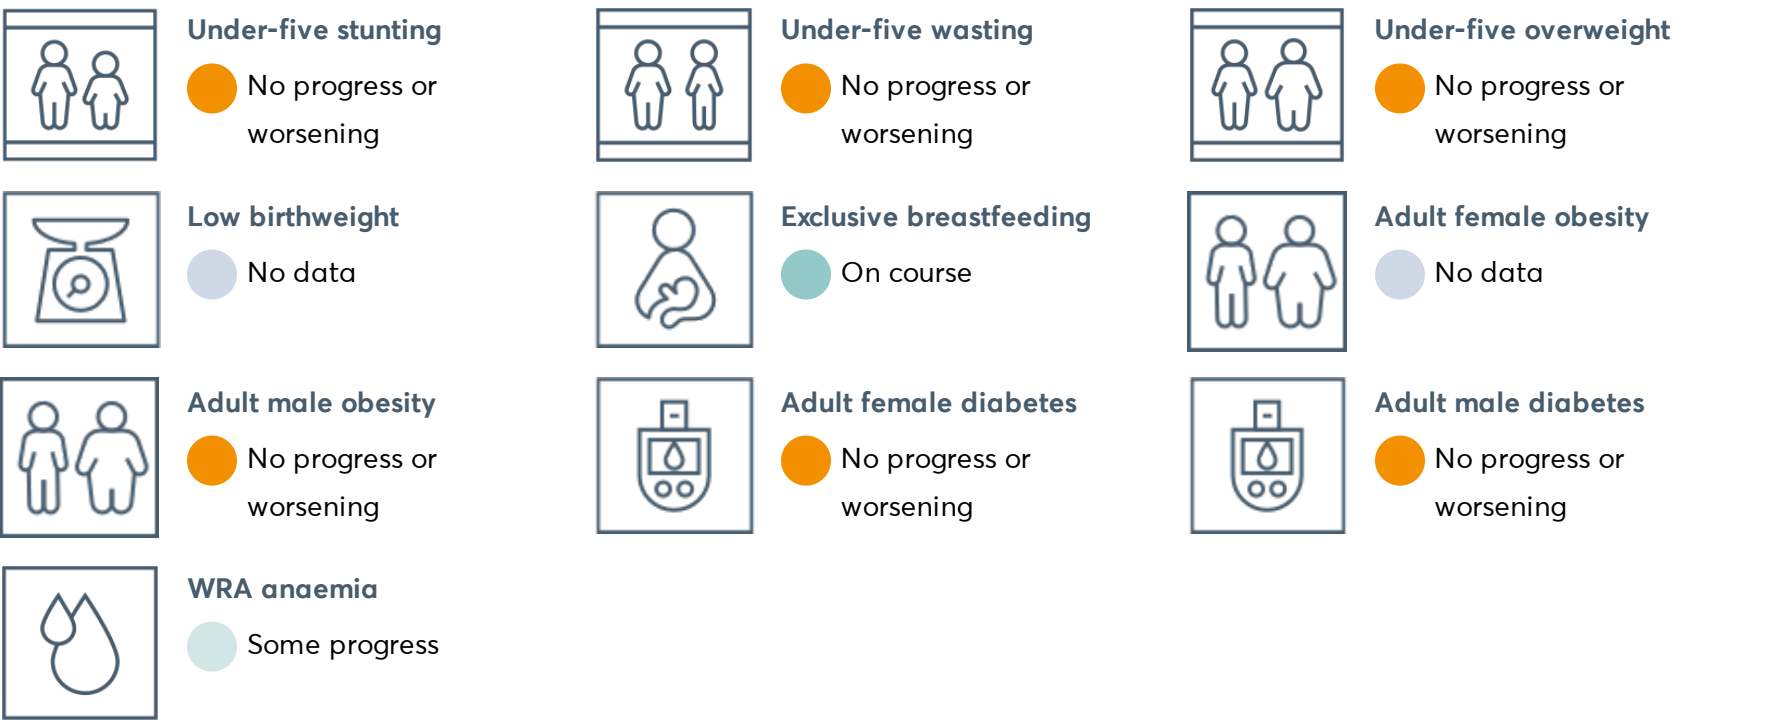 Under-five stunting
No progress or
worsening
Under-five wasting
No progress or
worsening
Under-five overweight
No progress or
worsening
Low birthweight
No data
Exclusive breastfeeding
On course
Adult female obesity
No data
Adult male obesity
No progress or
worsening
Adult female diabetes
No progress or
worsening
Adult male diabetes
No progress or
worsening
WRA anaemia
Some progress